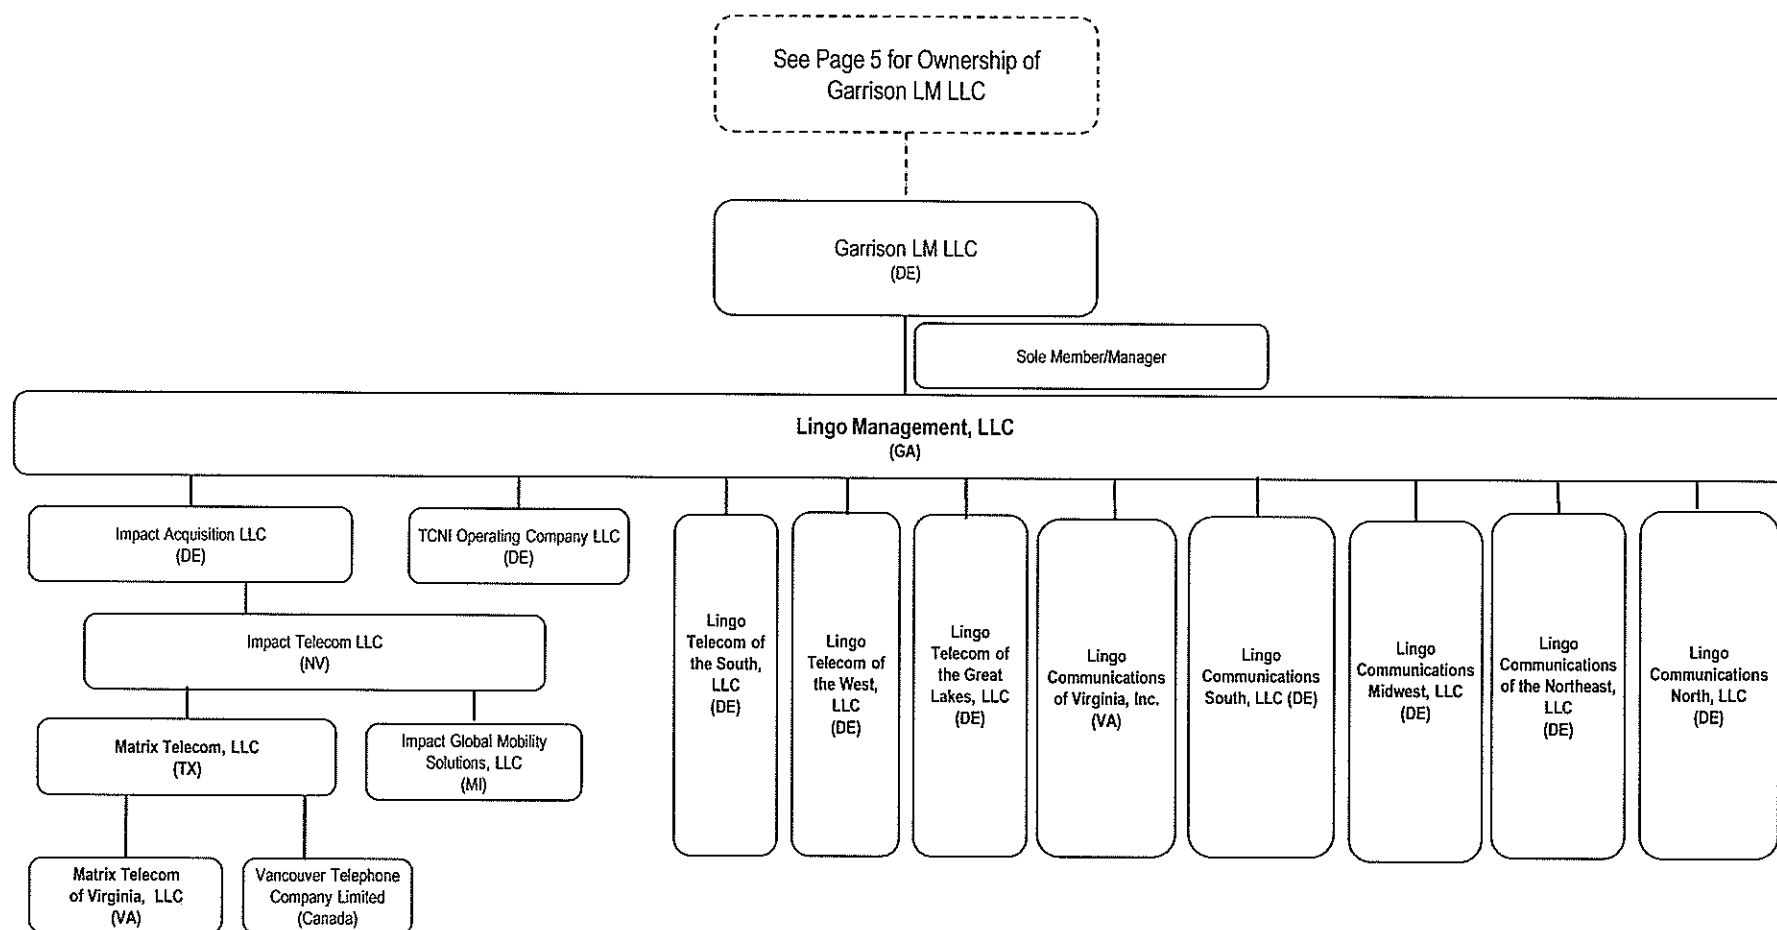 See Page 5 for Ownership of
Garrison LM LLC
Garrison LM LLC
(DE)
Sole Member/Manager
Lingo Management, LLC
(GA)
Impact Acquisition LLC
(DE)
TCNI Operating Company LLC
(DE)
Impact Telecom LLC
(NV)
Matrix Telecom, LLC
(TX)
Impact Global Mobility
Solutions, LLC
(MI)
Matrix Telecom
of Virginia, LLC
(VA)
Vancouver Telephone
Company Limited
(Canada)
Lingo
Telecom of
the South,
LLC
(DE)
Lingo
Telecom of
the West,
LLC
(DE)
Lingo
Telecom of
the Great
Lakes, LLC
(DE)
Lingo
Communications
of Virginia, Inc.
(VA)
Lingo
Communications
South, LLC (DE)
Lingo
Communications
Midwest, LLC
(DE)
Lingo
Communications
of the Northeast,
LLC
(DE)
Lingo
Communications
North, LLC
(DE)